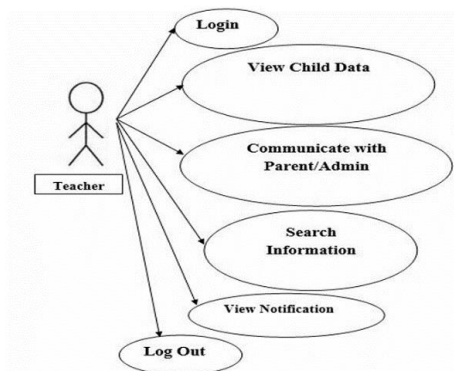 Login
View Child Data
Communicate with
Parent/Admin
Teacher
Search
Information
View Notification
Log Out